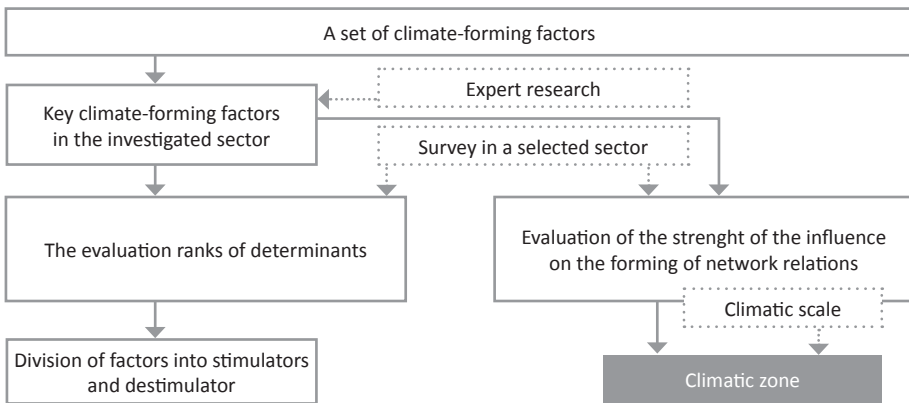 A set of climate-forming factors
Expert research
Key climate-forming factors
in the investigated sector
Survey in a selected sector
The evaluation ranks of determinants
Evaluation of the strenght of the influence
on the forming of network relations
Climatic scale
Division of factors into stimulators
and destimulator
Climatic zone